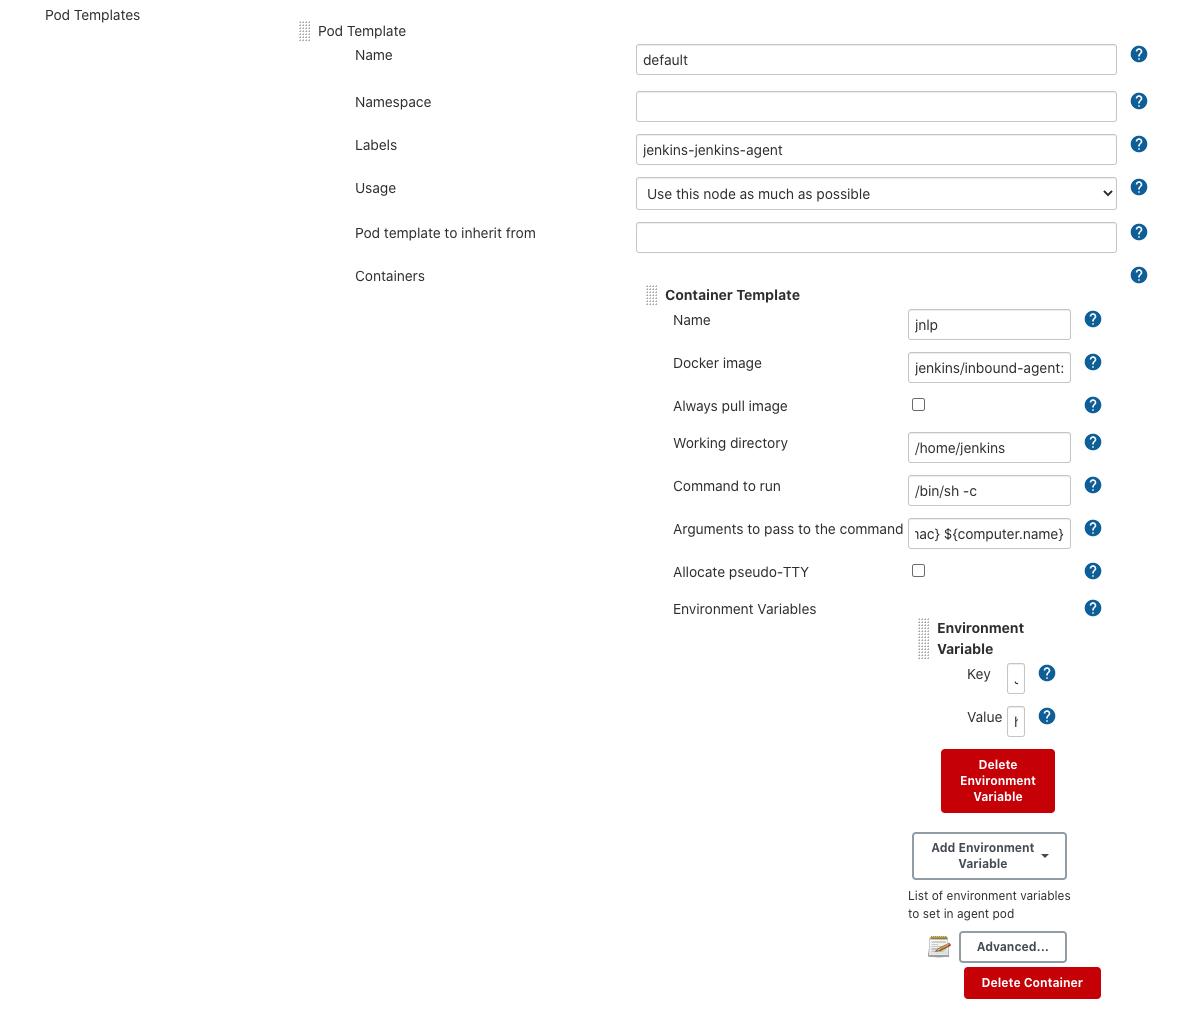 Pod Templates
Pod Template
Name
default
?
Namespace
?
Labels
jenkins-jenkins-agent
?
Usage
Use this node as much as possible
?
Pod template to inherit from
?
Containers
?
Container Template
Name
jnlp
?
Docker image
jenkins/inbound-agent:
?
Always pull image
?
Working directory
/home/jenkins
?
Command to run
/bin/sh -c
?
Arguments to pass to the command
ac} ${computer.name}
?
Allocate pseudo-TTY
?
Environment Variables
?
Environment
Variable
Key
?
Value
?
Delete
Environment
Variable
Add Environment
Variable
List of environment variables
to set in agent pod
Advanced...
Delete Container